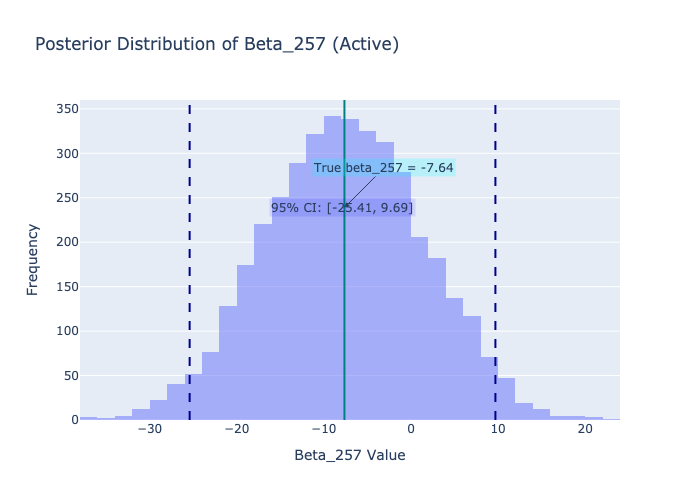 Posterior Distribution of Beta_257 (Active)
350
300
250
200
150
100
50
0
Frequency
True beta_257 = -7.64
95% CI: [-25.41, 9.69]
−30
−20
−10
0
10
20
Beta_257 Value